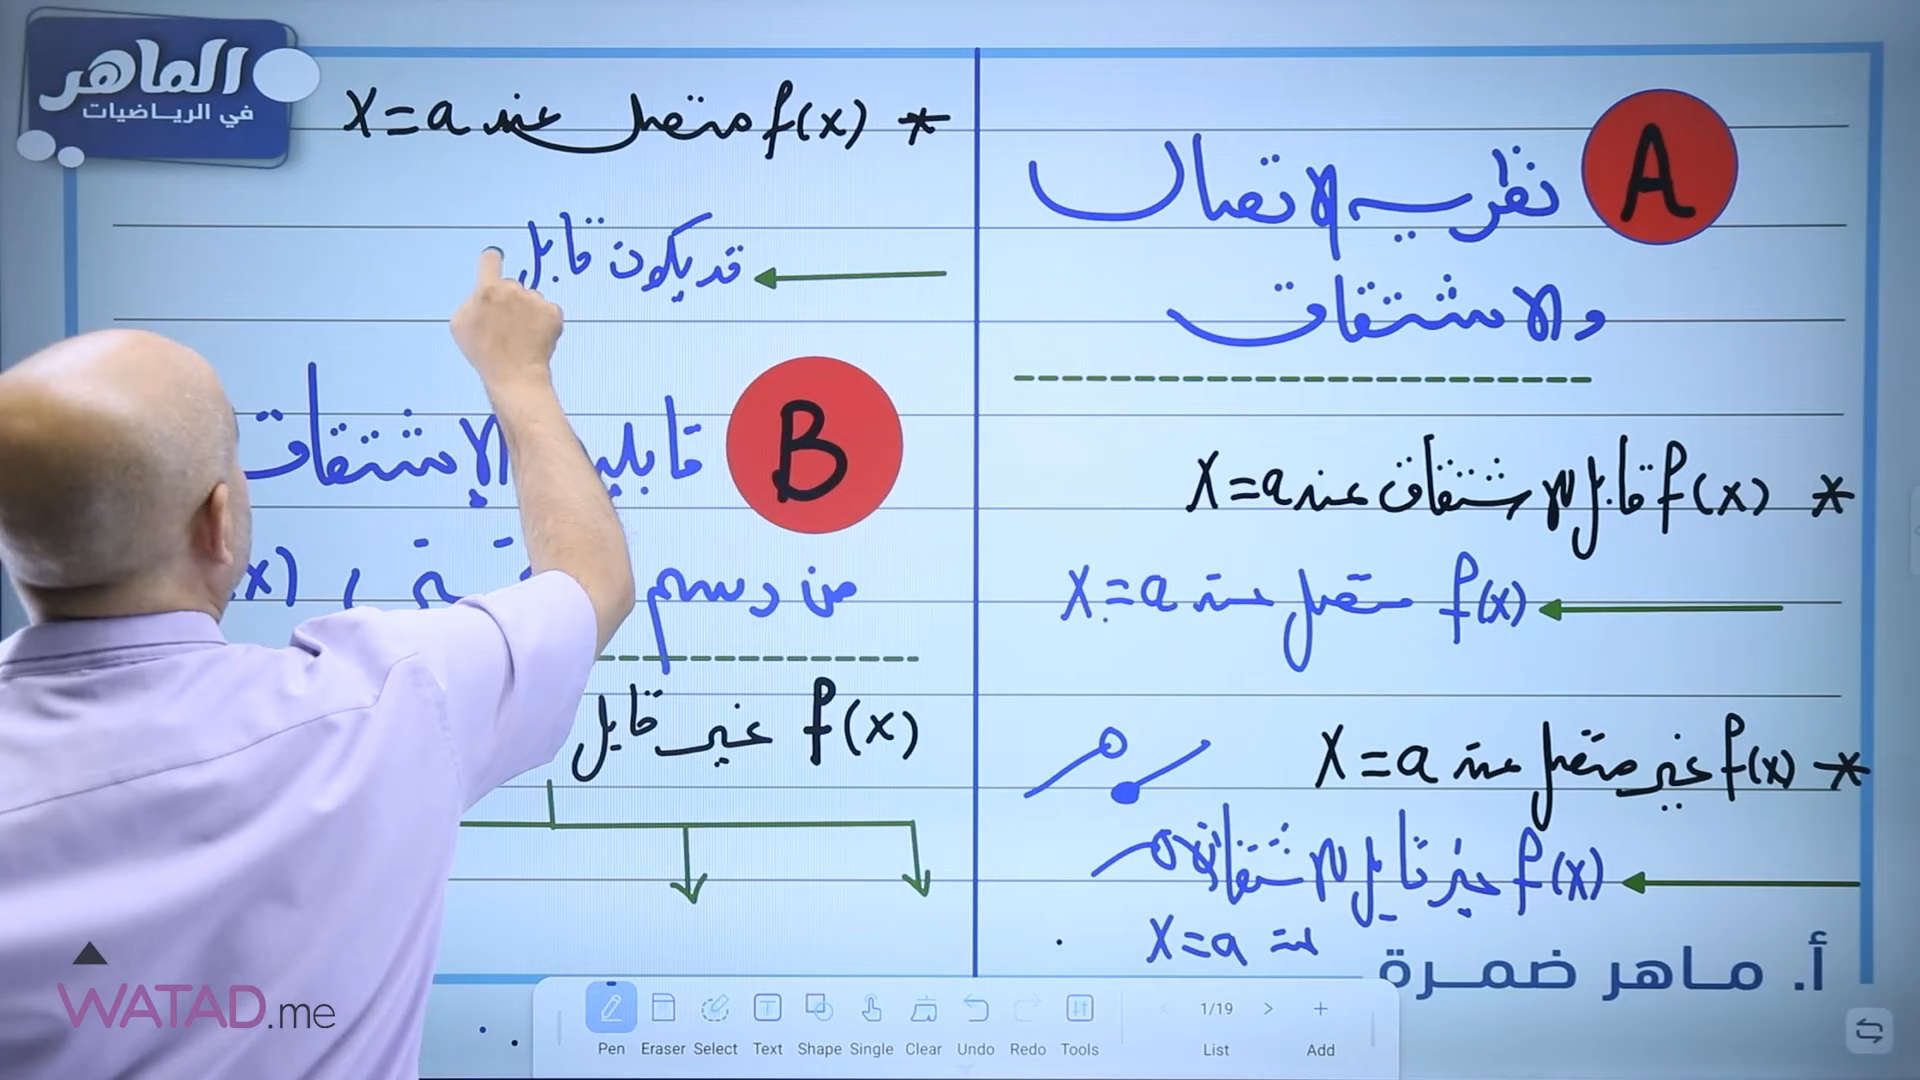 الماهر
في الرياضيات
A
نظرية الاتصال
والاشتقاق
* f(x) قابل للاشتقاق عند x=a
f(x) متصل عند x=a
* f(x) غير متصل عند x=a
f(x) غير قابل للاشتقاق
عند x=a
أ. ماهر ضمرة
* f(x) متصل عند x=a
قد يكون قابل
B
الاشتقاق
من رسم
f(x) غير قابل
WATAD.me
Pen Eraser Select Text Shape Single Clear Undo Redo Tools
1/19
List
Add